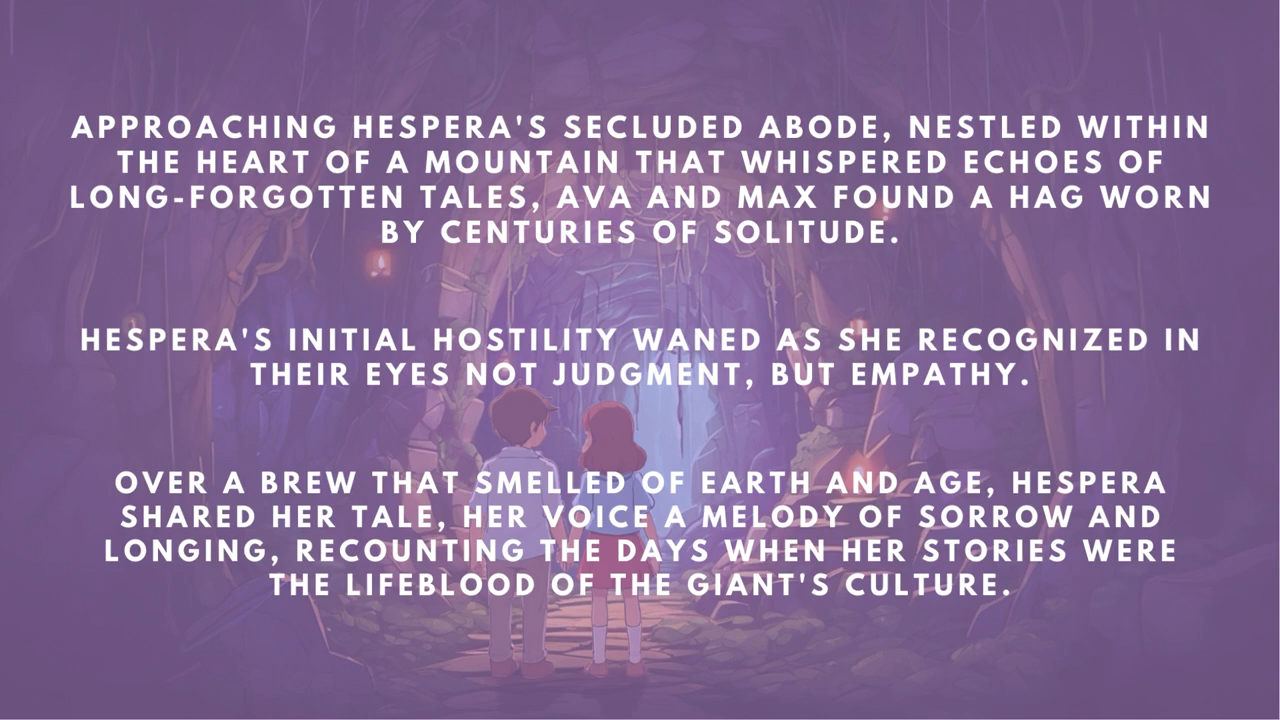 APPROACHING HESPERA'S SECLUDED ABODE, NESTLED WITHIN
THE HEART OF A MOUNTAIN THAT WHISPERED ECHOES OF
LONG-FORGOTTEN TALES, AVA AND MAX FOUND A HAG WORN
BY CENTURIES OF SOLITUDE.
HESPERA'S INITIAL HOSTILITY WANED AS SHE RECOGNIZED IN
THEIR EYES NOT JUDGMENT, BUT EMPATHY.
OVER A BREW THAT SMELLED OF EARTH AND AGE, HESPERA
SHARED HER TALE, HER VOICE A MELODY OF SORROW AND
LONGING, RECOUNTING THE DAYS WHEN HER STORIES WERE
THE LIFEBLOOD OF THE GIANT'S CULTURE.